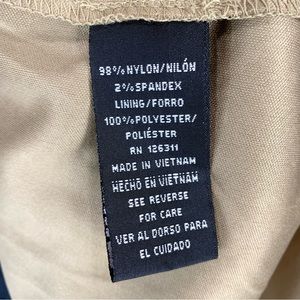 98%NYLON/NILÓN
2%SPANDEX
LINING/FORRO
100%POLYESTER/
POLIÉSTER
RN 126311
MADE IN VIETNAM
HECHO EN VIETNAM
SEE REVERSE
FOR CARE
VER AL DORSO PARA
EL CUIDADO